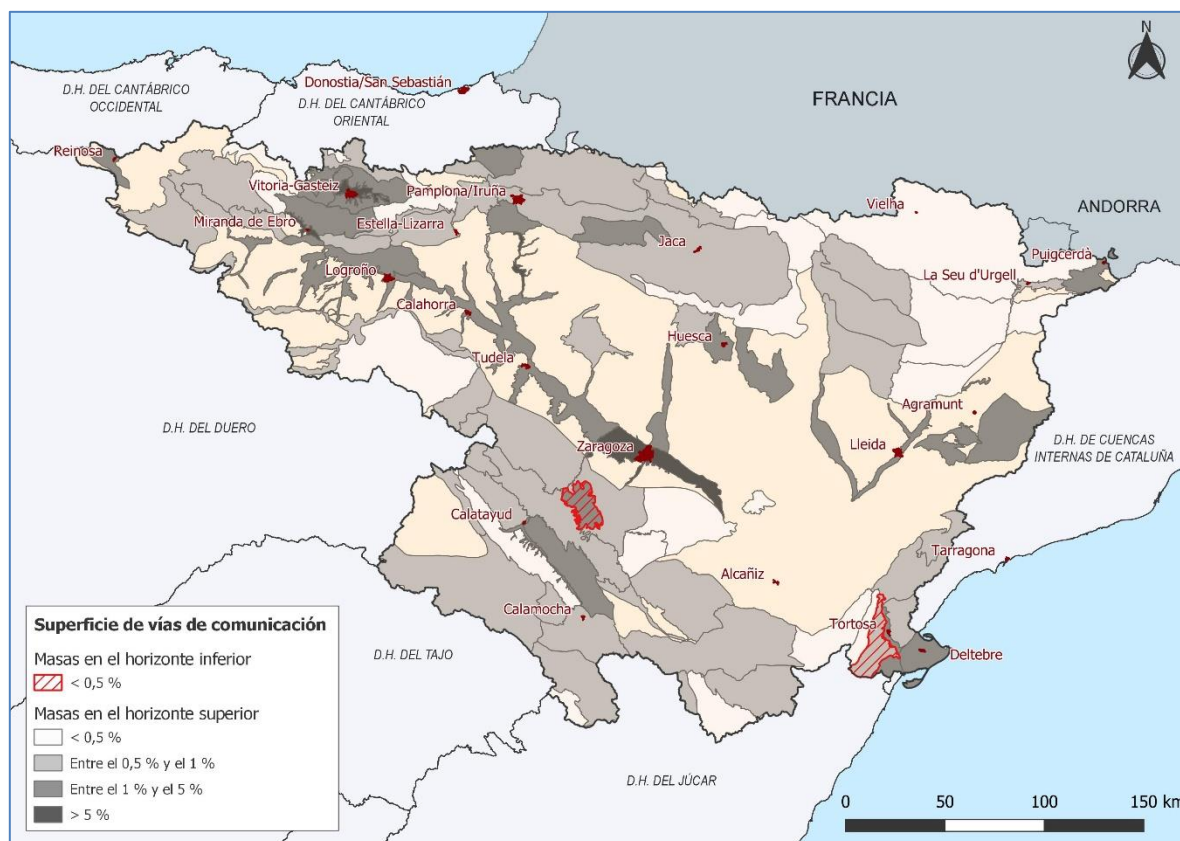 N
Donostia/San Sebastián
D.H. DEL CANTÁBRICO
OCCIDENTAL
D.H. DEL CANTÁBRICO
ORIENTAL
FRANCIA
Reinosa
Vitoria-Gasteiz
Pamplona/Iruña
Vielha
ANDORRA
Miranda de Ebro
Estella-Lizarra
Jaca
Puigcerdà
La Seu d'Urgell
Logroño
Calahorra
Huesca
Tudela
Agramunt
D.H. DEL DUERO
Zaragoza
Lleida
D.H. DE CUENCAS
INTERNAS DE CATALUÑA
Calatayud
Tarragona
Alcañiz
Calamocha
Tortosa
Deltebre
D.H. DEL TAJO
D.H. DEL JÚCAR
Superficie de vías de comunicación
Masas en el horizonte inferior
< 0,5 %
Masas en el horizonte superior
< 0,5 %
Entre el 0,5 % y el 1 %
Entre el 1 % y el 5 %
> 5 %
0 50 100 150 km